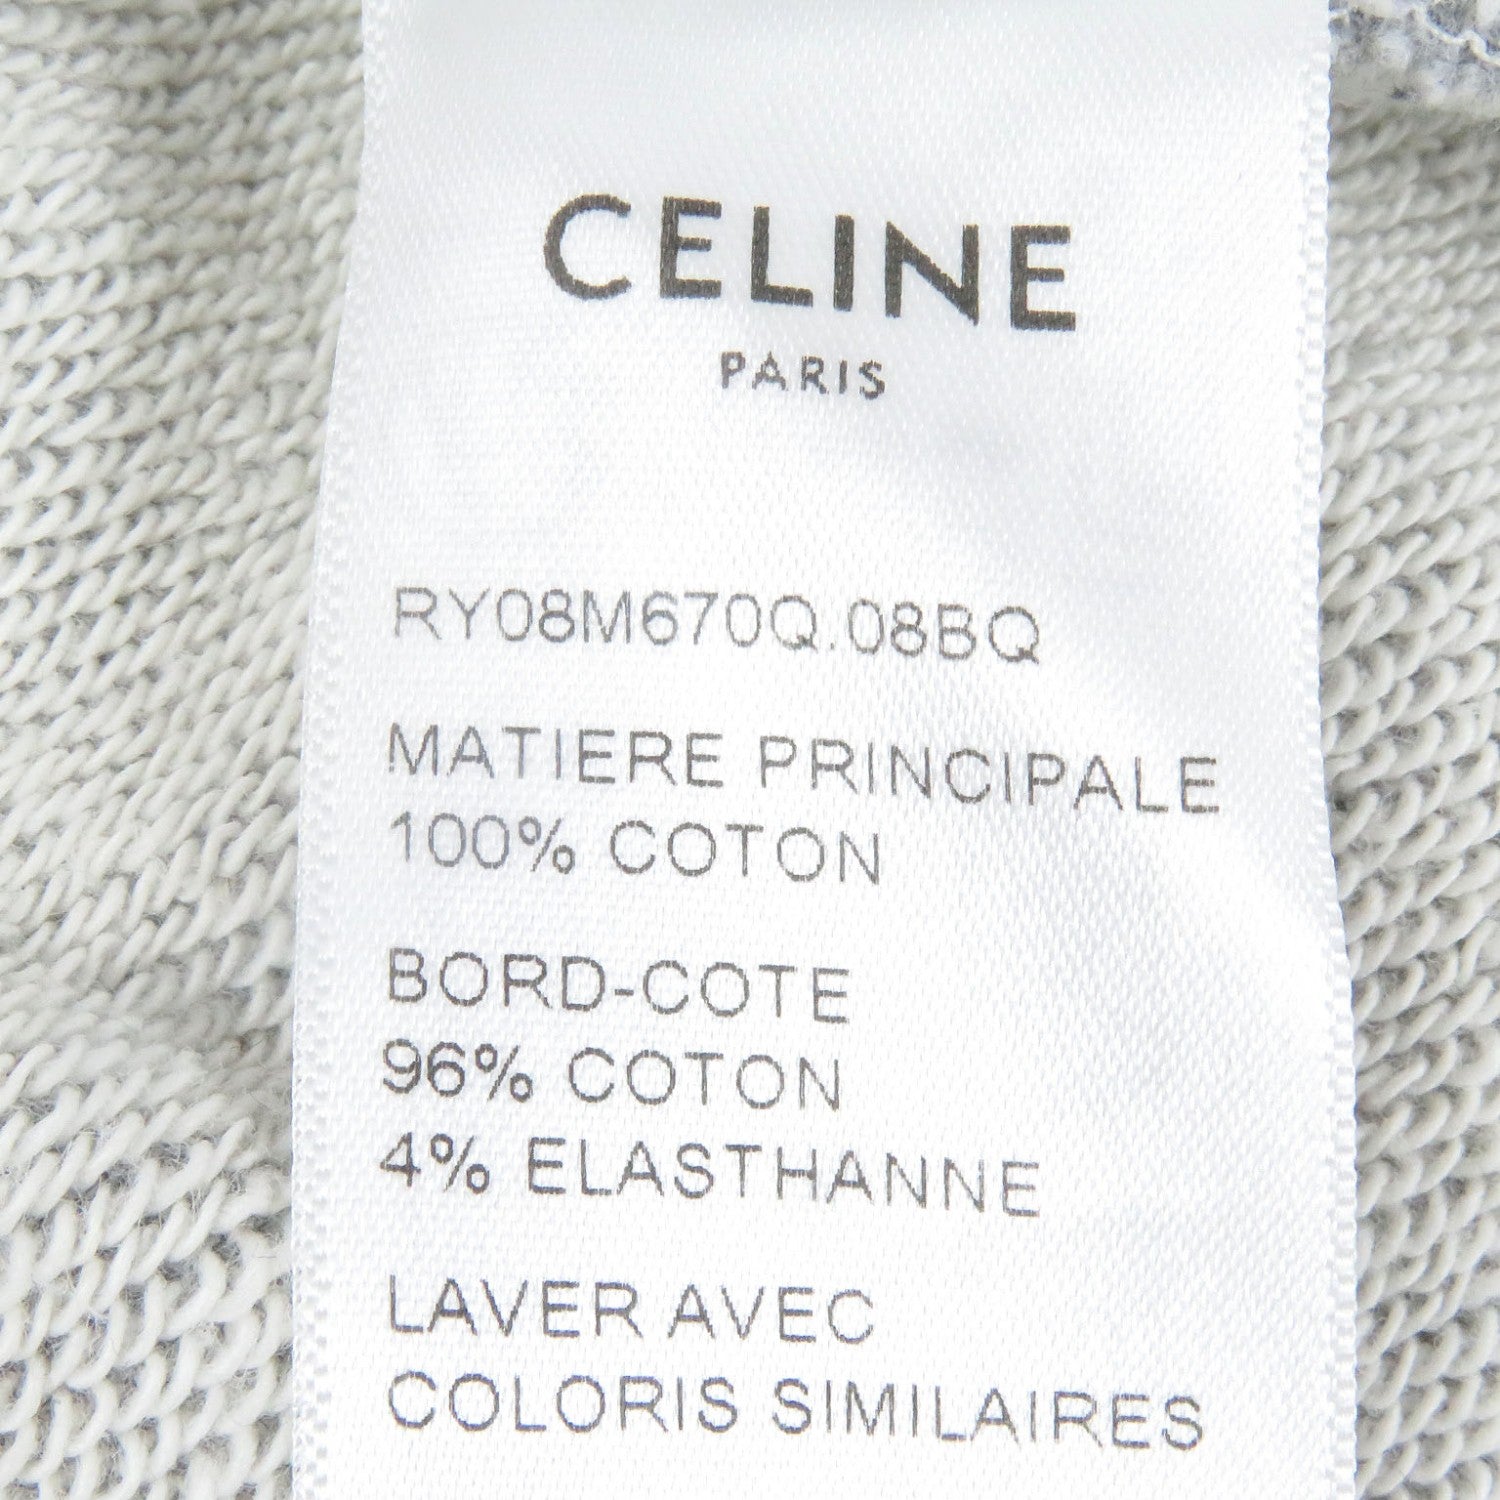 CELINE
PARIS
RY08M670Q.08BQ
MATIERE PRINCIPALE
100% COTON
BORD-COTE
96% COTON
4% ELASTHANNE
LAVER AVEC
COLORIS SIMILAIRES